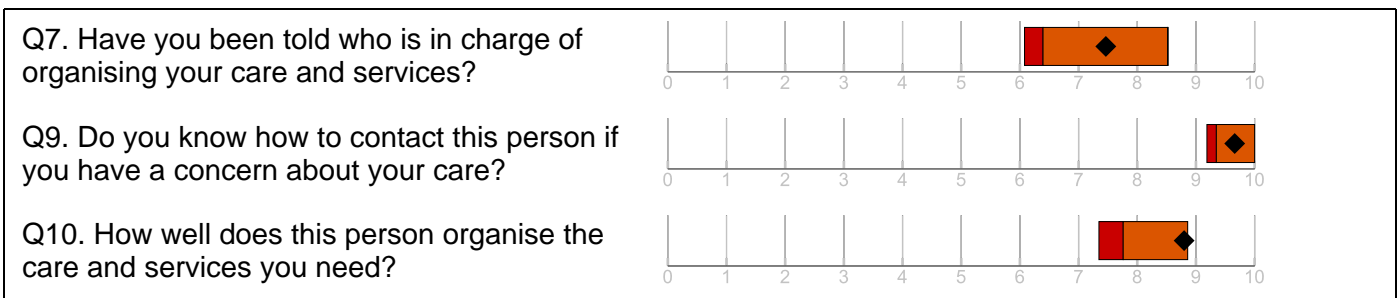 Q7. Have you been told who is in charge of
organising your care and services?
0 1 2 3 4 5 6 7 8 9 10
Q9. Do you know how to contact this person if
you have a concern about your care?
0 1 2 3 4 5 6 7 8 9 10
Q10. How well does this person organise the
care and services you need?
0 1 2 3 4 5 6 7 8 9 10